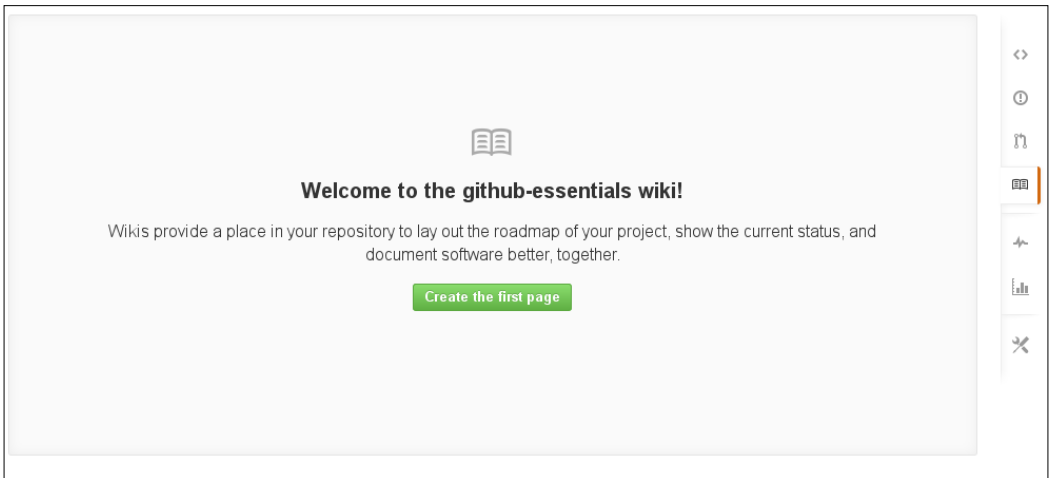 Welcome to the github-essentials wiki!
Wikis provide a place in your repository to lay out the roadmap of your project, show the current status, and
document software better, together.
Create the first page